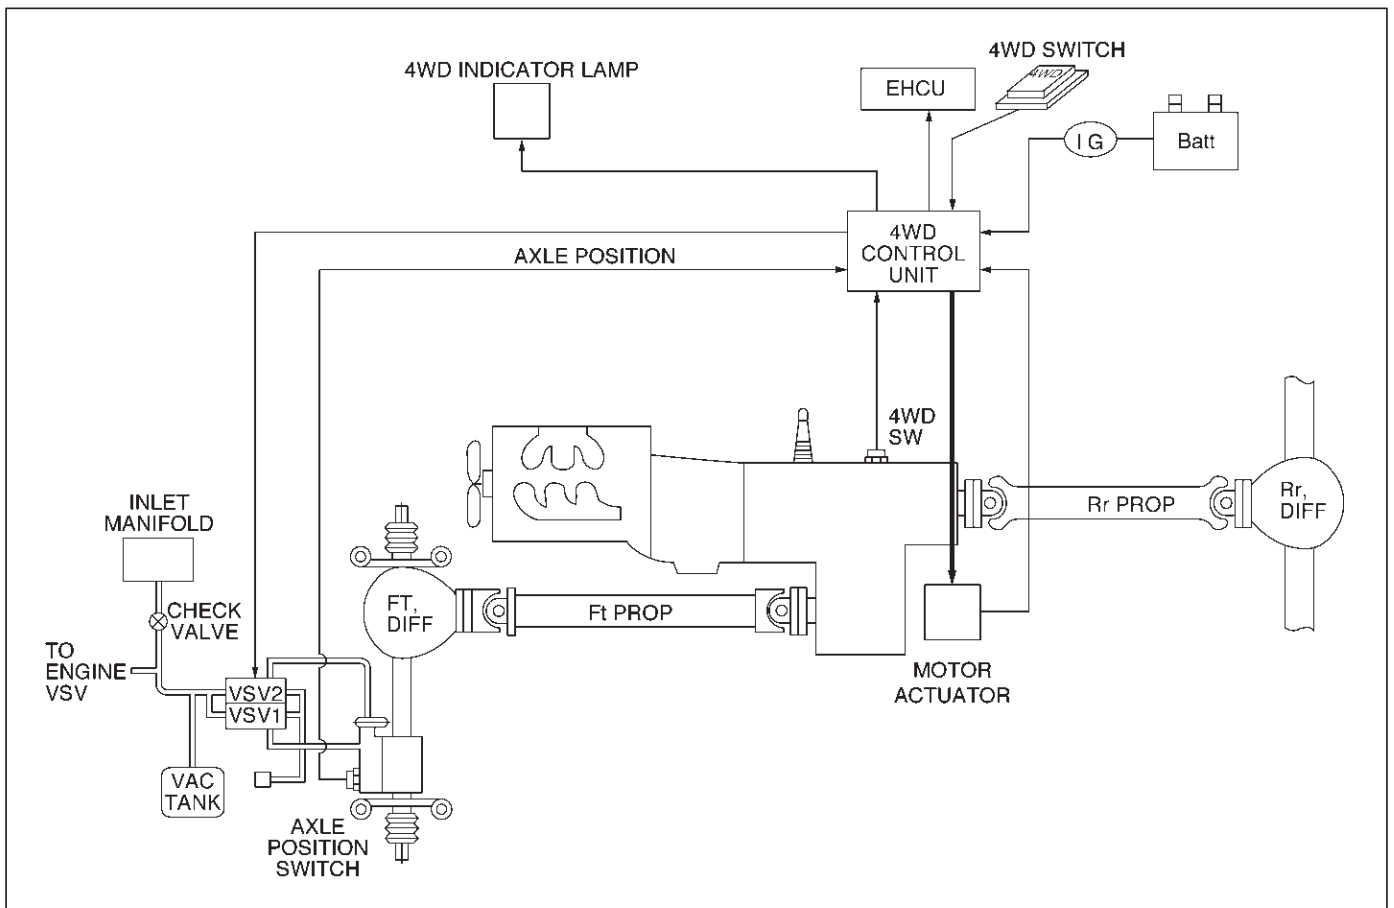 4WD SWITCH
4WD
4WD INDICATOR LAMP
EHCU
I G
Batt
4WD
CONTROL
UNIT
AXLE POSITION
4WD
SW
INLET
MANIFOLD
Rr PROP
Rr,
DIFF
CHECK
VALVE
FT,
DIFF
Ft PROP
TO
ENGINE
VSV
VSV2
VSV1
MOTOR
ACTUATOR
VAC
TANK
AXLE
POSITION
SWITCH